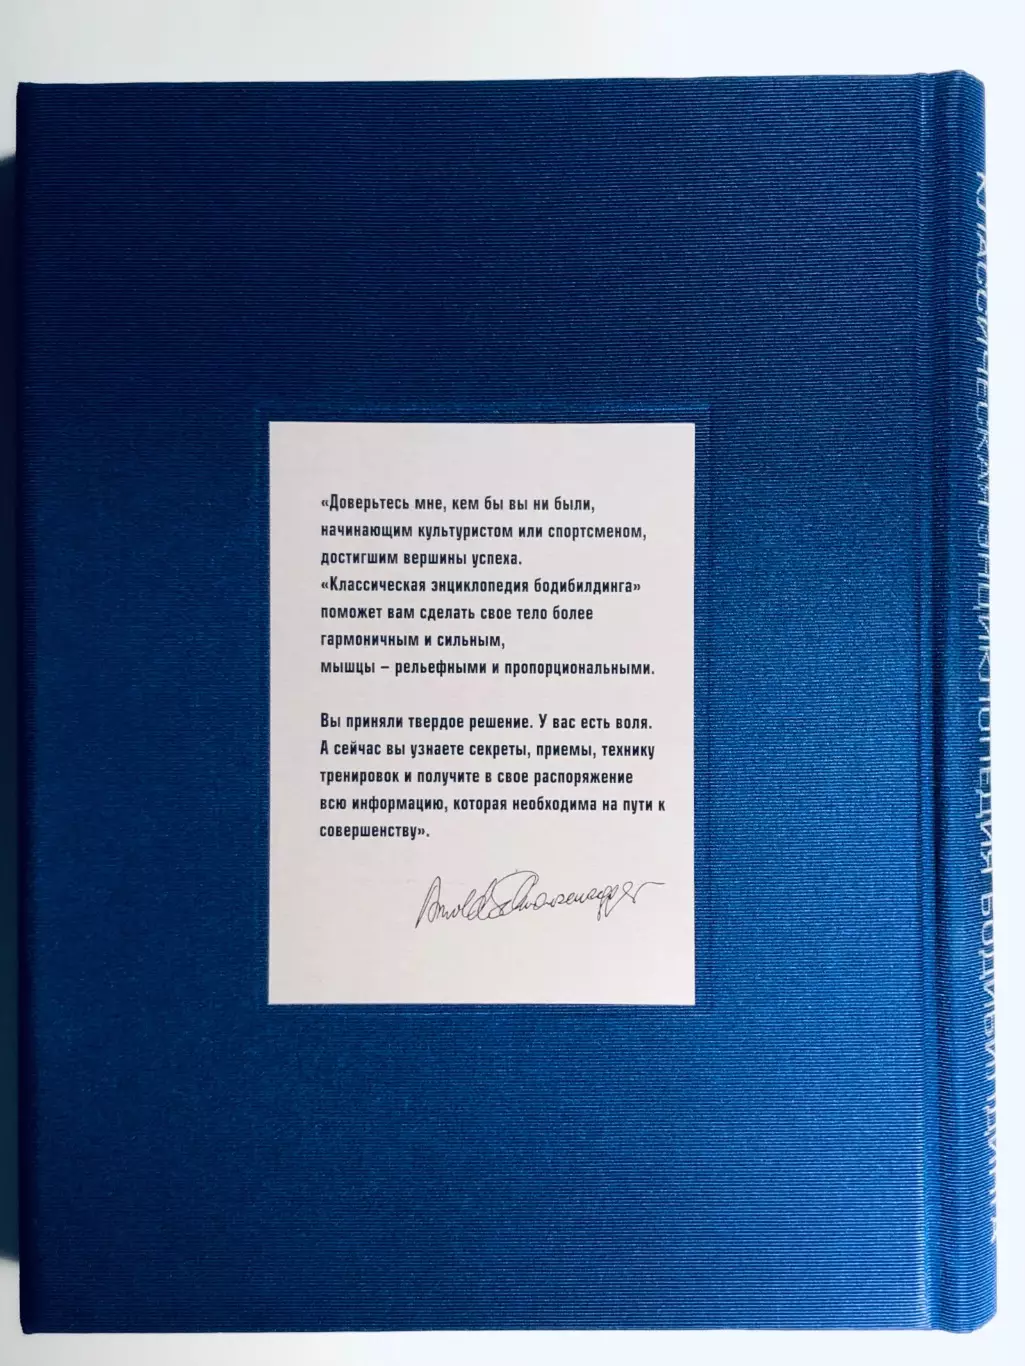 «Доверьтесь мне, кем бы вы ни были,
начинающим культуристом или спортсменом,
достигшим вершины успеха.
«Классическая энциклопедия бодибилдинга»
поможет вам сделать свое тело более
гармоничным и сильным,
мышцы – рельефными и пропорциональными.
Вы приняли твердое решение. У вас есть воля.
А сейчас вы узнаете секреты, приемы, технику
тренировок и получите в свое распоряжение
всю информацию, которая необходима на пути к
совершенству».
Arnold Schwarzenegger
КЛАССИЧЕСКАЯ ЭНЦИКЛОПЕДИЯ БОДИБИЛДИНГА